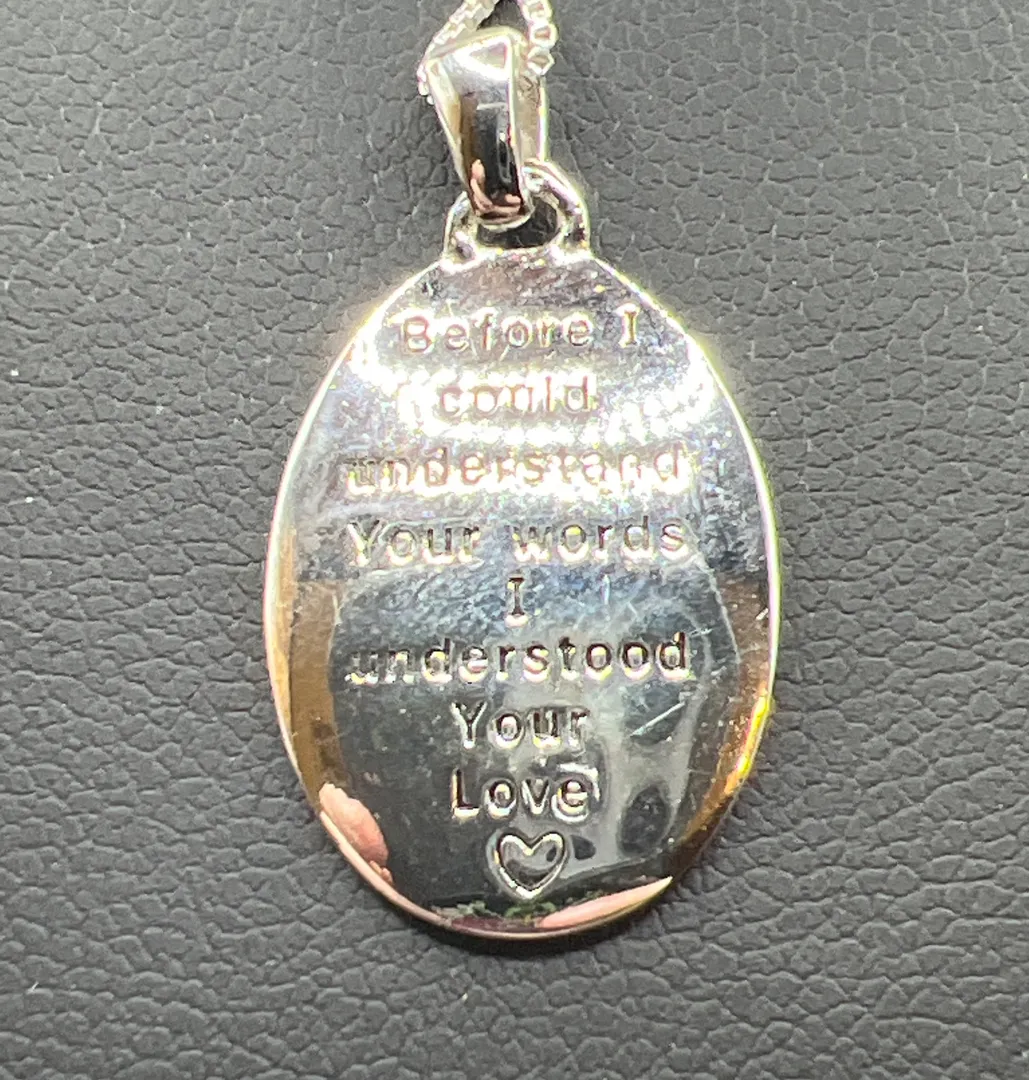 Before I
could
understand
Your words
I
understood
Your
Love